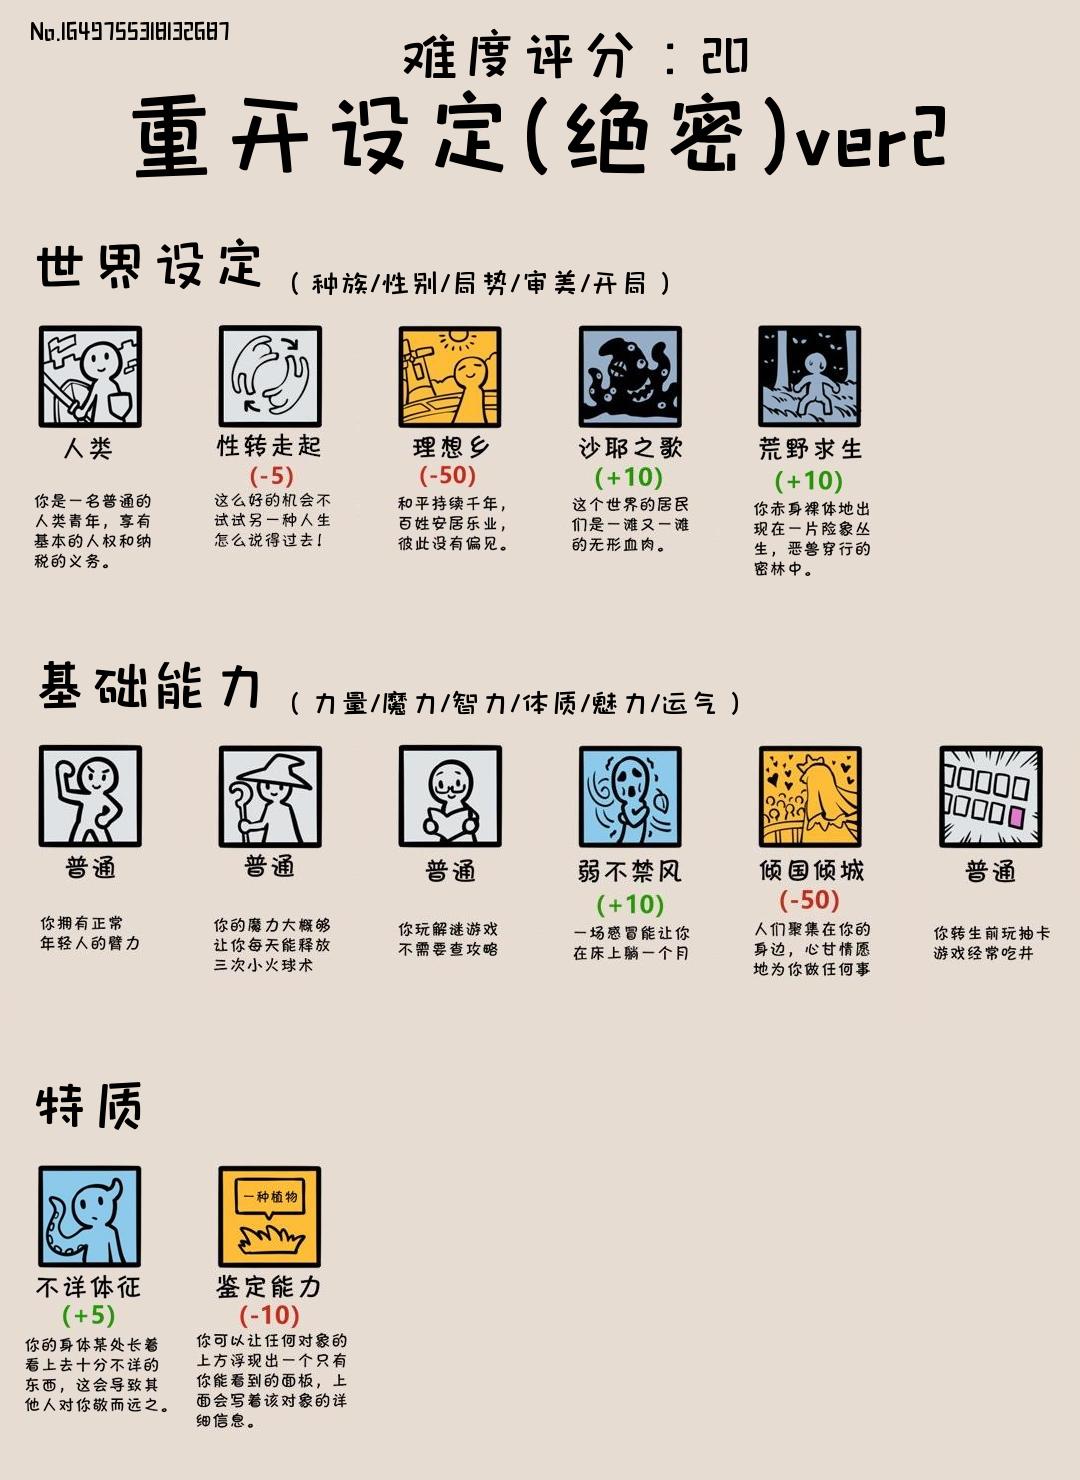 No.1649755318132687
难度评分：20
重开设定(绝密)ver2
世界设定
( 种族/性别/局势/审美/开局 )
人类
你是一名普通的
人类青年，享有
基本的人权和纳
税的义务。
性转走起
(-5)
这么好的机会不
试试另一种人生
怎么说得过去！
理想乡
(-50)
和平持续千年，
百姓安居乐业，
彼此没有偏见。
沙耶之歌
(+10)
这个世界的居民
们是一滩又一滩
的无形血肉。
荒野求生
(+10)
你赤身裸体地出
现在一片险象丛
生，恶兽穿行的
密林中。
基础能力
( 力量/魔力/智力/体质/魅力/运气 )
普通
你拥有正常
年轻人的臂力
普通
你的魔力大概够
让你每天能释放
三次小火球术
普通
你玩解谜游戏
不需要查攻略
弱不禁风
(+10)
一场感冒能让你
在床上躺一个月
倾国倾城
(-50)
人们聚集在你的
身边，心甘情愿
地为你做任何事
普通
你转生前玩抽卡
游戏经常吃井
特质
不详体征
(+5)
你的身体某处长着
看上去十分不详的
东西，这会导致其
他人对你敬而远之。
一种植物
鉴定能力
(-10)
你可以让任何对象的
上方浮现出一个只有
你能看到的面板，上
面会写着该对象的详
细信息。